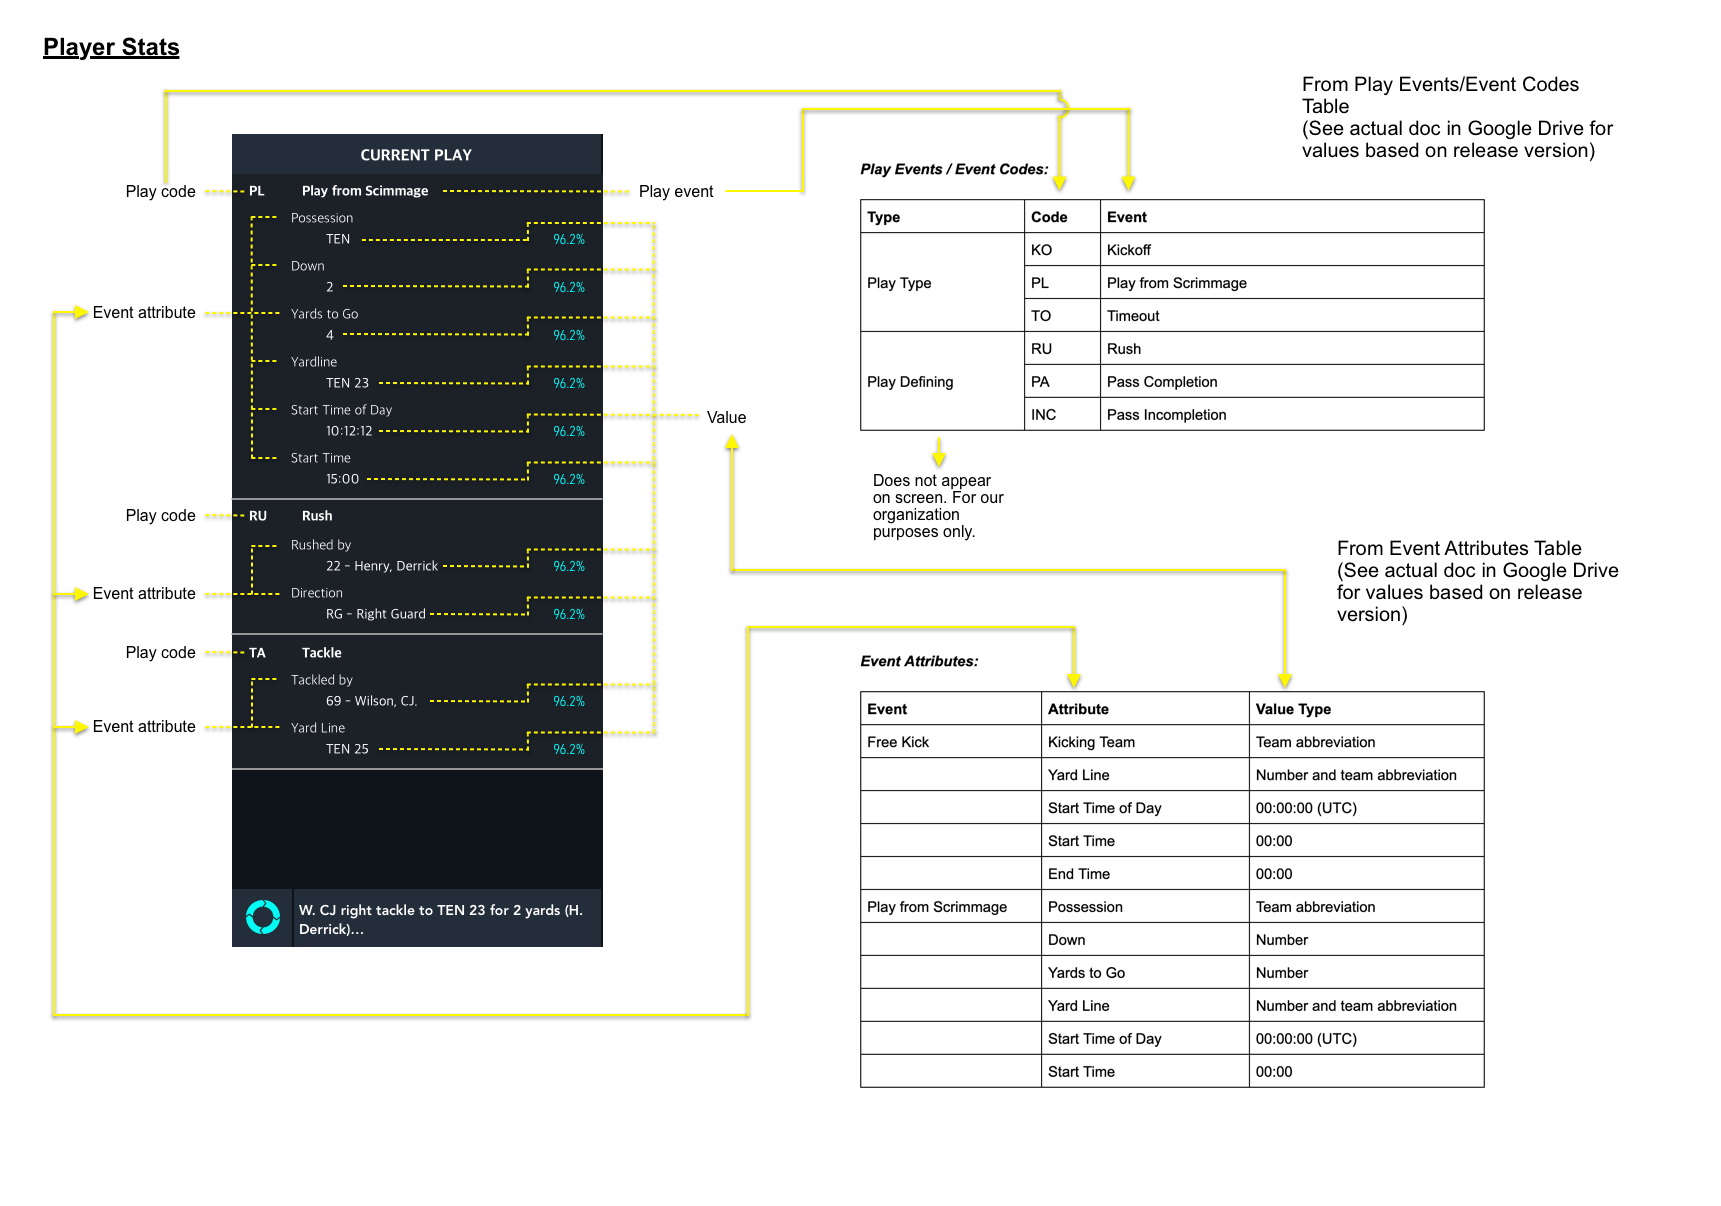 Player Stats
From Play Events/Event Codes
Table
(See actual doc in Google Drive for
values based on release version)
CURRENT PLAY
Play Events / Event Codes:
Play code
PL Play from Scimmage
Play event
Possession
TEN 96.2%
Down
2 96.2%
Event attribute
Yards to Go
4 96.2%
Yardline
TEN 23 96.2%
Start Time of Day
10:12:12 96.2%
Value
Start Time
15:00 96.2%
Play code
RU Rush
Rushed by
22 - Henry, Derrick 96.2%
Event attribute
Direction
RG - Right Guard 96.2%
Play code
TA Tackle
Tackled by
69 - Wilson, CJ. 96.2%
Event attribute
Yard Line
TEN 25 96.2%
W. CJ right tackle to TEN 23 for 2 yards (H.
Derrick)...
Type Code Event
KO Kickoff
Play Type PL Play from Scrimmage
TO Timeout
RU Rush
Play Defining PA Pass Completion
INC Pass Incompletion
Does not appear
on screen. For our
organization
purposes only.
From Event Attributes Table
(See actual doc in Google Drive
for values based on release
version)
Event Attributes:
Event Attribute Value Type
Free Kick Kicking Team Team abbreviation
Yard Line Number and team abbreviation
Start Time of Day 00:00:00 (UTC)
Start Time 00:00
End Time 00:00
Play from Scrimmage Possession Team abbreviation
Down Number
Yards to Go Number
Yard Line Number and team abbreviation
Start Time of Day 00:00:00 (UTC)
Start Time 00:00